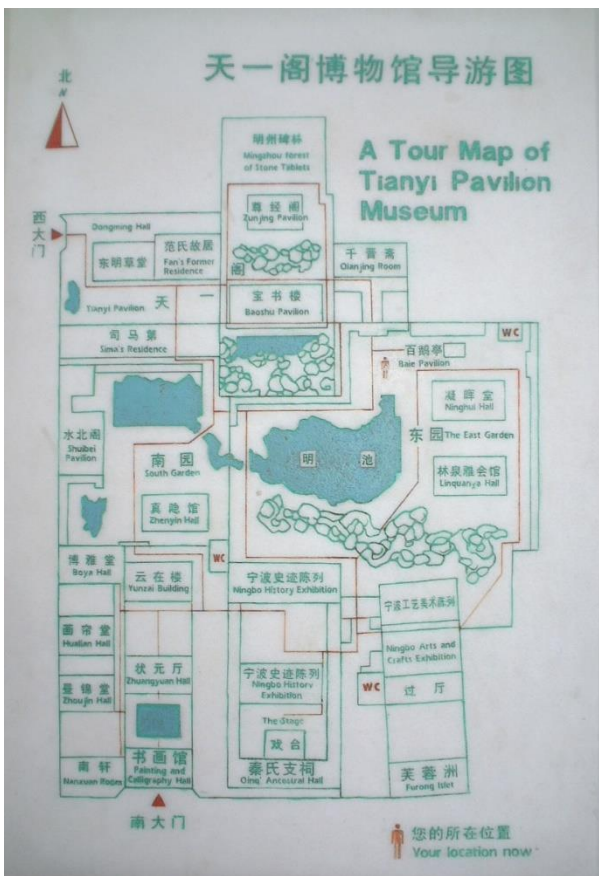 天一阁博物馆导游图
A Tour Map of
Tianyi Pavilion
Museum
北
N
明州碑林
Mingzhou Forest
of Stone Tablets
尊经阁
Zunjing Pavilion
西大门
Dongming Hall
东明草堂
范氏故居
Fan's Former
Residence
阁
千晋斋
Qianjing Room
Tianyi Pavilion
天
一
宝书楼
Baoshu Pavilion
司马第
Sima's Residence
WC
百鹅亭
Baie Pavilion
凝晖堂
Ninghui Hall
水北阁
Shuibei
Pavilion
南园
South Garden
明
池
东园
The East Garden
林泉雅会馆
Linquanya Hall
真跪馆
Zhenyin Hall
博雅堂
Boya Hall
云在楼
Yunzai Building
WC
宁波史迹陈列
Ningbo History Exhibition
宁波工艺美术陈列
Ningbo Arts and
Crafts Exhibition
画帘堂
Hualian Hall
状元厅
Zhuangyuan Hall
宁波史迹陈列
Ningbo History
Exhibition
WC
过厅
昼锦堂
Zhoujin Hall
The Stage
戏台
南轩
Nanxuan Room
书画馆
Painting and
Calligraphy Hall
秦氏支祠
Qing' Ancestral Hall
芙蓉洲
Furong Islet
南大门
您的所在位置
Your location now